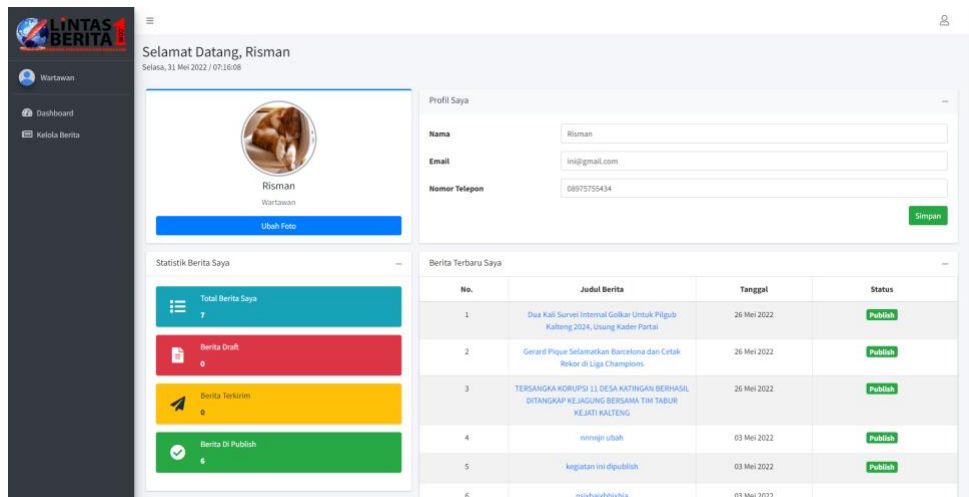 LiNTAS
BERITA1
.COM
Wartawan
Dashboard
Kelola Berita
Selamat Datang, Risman
Selasa, 31 Mei 2022 / 07:16:08
Risman
Wartawan
Ubah Foto
Profil Saya
Nama
Risman
Email
ini@gmail.com
Nomor Telepon
08975755434
Simpan
Statistik Berita Saya
Total Berita Saya
7
Berita Draft
0
Berita Terkirim
0
Berita Di Publish
6
Berita Terbaru Saya
No. Judul Berita Tanggal Status
1 Dua Kali Survei Internal Golkar Untuk Pilgub 26 Mei 2022 Publish
Kalteng 2024, Usung Kader Partai
2 Gerard Pique Selamatkan Barcelona dan Cetak 26 Mei 2022 Publish
Rekor di Liga Champions
3 TERSANGKA KORUPSI 11 DESA KATINGAN BERHASIL 26 Mei 2022 Publish
DITANGKAP KEJAGUNG BERSAMA TIM TABUR
KEJATI KALTENG
4 ubah 03 Mei 2022 Publish
5 kegiatan ini dipublish 03 Mei 2022 Publish
6 03 Mei 2022